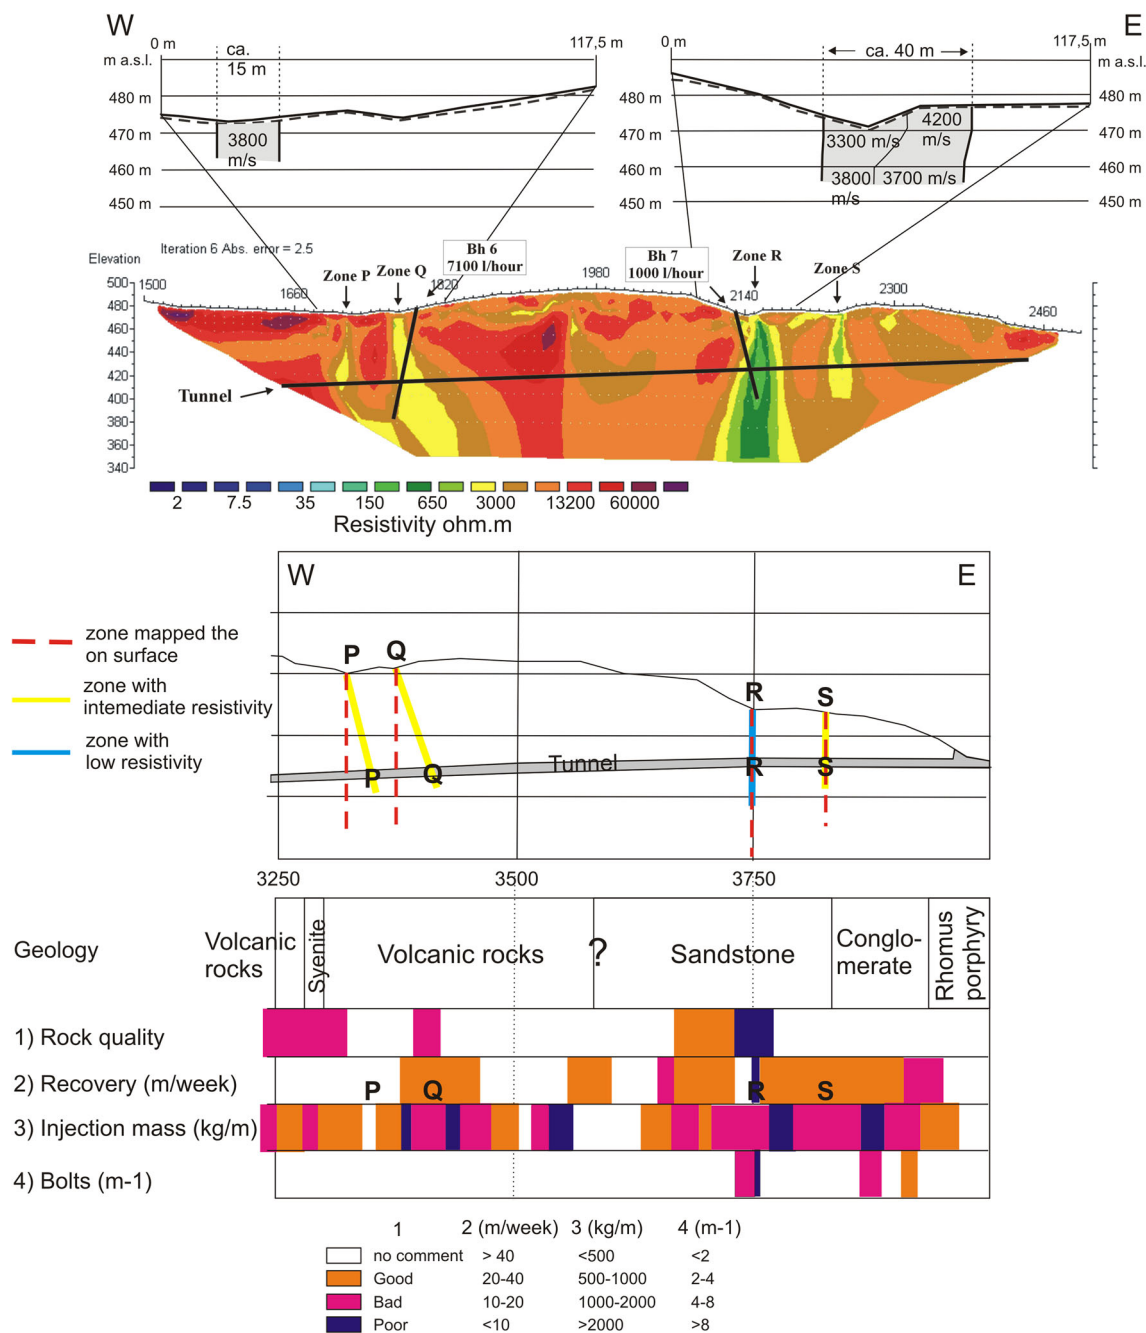 W
E
0 m
ca.
15 m
117,5 m
0 m
ca. 40 m
117,5 m
m a.s.l.
m a.s.l.
480 m
480 m
480 m
470 m
470 m
470 m
460 m
460 m
460 m
450 m
450 m
450 m
3800
m/s
4200
m/s
3300 m/s
3800
m/s
3700 m/s
Iteration 6 Abs. error = 2.5
Elevation
Bh 6
7100 l/hour
Bh 7
1000 l/hour
Zone P
Zone Q
Zone R
Zone S
1500
1660
1820
1980
2140
2300
2460
500
480
460
440
420
400
380
360
340
Tunnel
2
7.5
35
150
650
3000
13200
60000
Resistivity ohm.m
W
E
zone mapped the
on surface
zone with
intemediate resistivity
zone with
low resistivity
P
Q
R
S
P
Q
Tunnel
R
S
3250
3500
3750
Geology
Volcanic
rocks
Syenite
Volcanic rocks
?
Sandstone
Conglo-
merate
Rhomus
porphyry
1) Rock quality
2) Recovery (m/week)
P
Q
R
S
3) Injection mass (kg/m)
4) Bolts (m-1)
1 2 (m/week) 3 (kg/m) 4 (m-1)
no comment > 40 <500 <2
Good 20-40 500-1000 2-4
Bad 10-20 1000-2000 4-8
Poor <10 >2000 >8